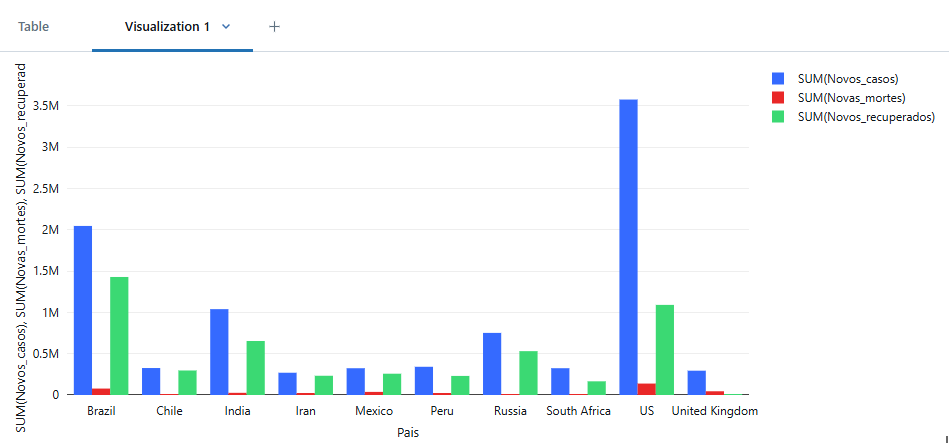 Table
Visualization 1
SUM(Novos_casos)
SUM(Novas_mortes)
SUM(Novos_recuperados)
SUM(Novos_casos), SUM(Novas_mortes), SUM(Novos_recuperad
3.5M
3M
2.5M
2M
1.5M
1M
0.5M
0
Brazil Chile India Iran Mexico Peru Russia South Africa US United Kingdom
Pais